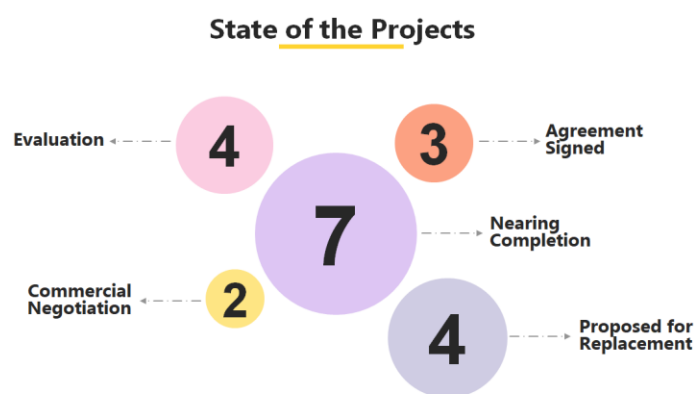 State of the Projects
Evaluation
4
3
Agreement
Signed
7
Nearing
Completion
Commercial
Negotiation
2
4
Proposed for
Replacement